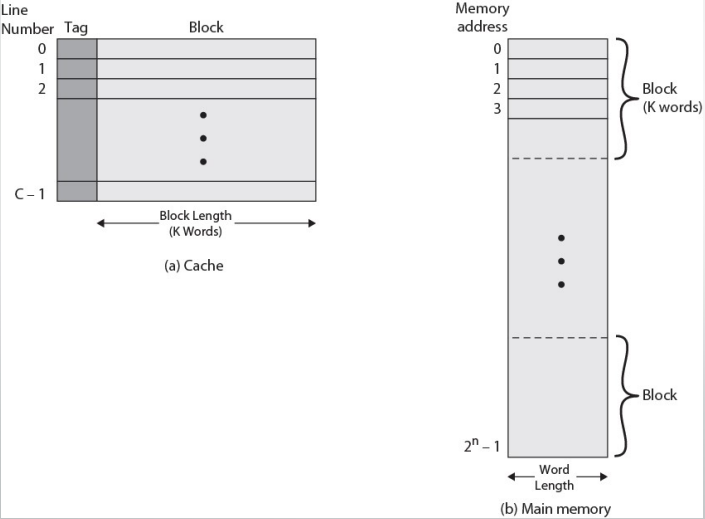 Line
Number Tag Block
0
1
2
C – 1
Block Length
(K Words)
(a) Cache
Memory
address
0
1
2
3
Block
(K words)
Block
2ⁿ – 1
Word
Length
(b) Main memory